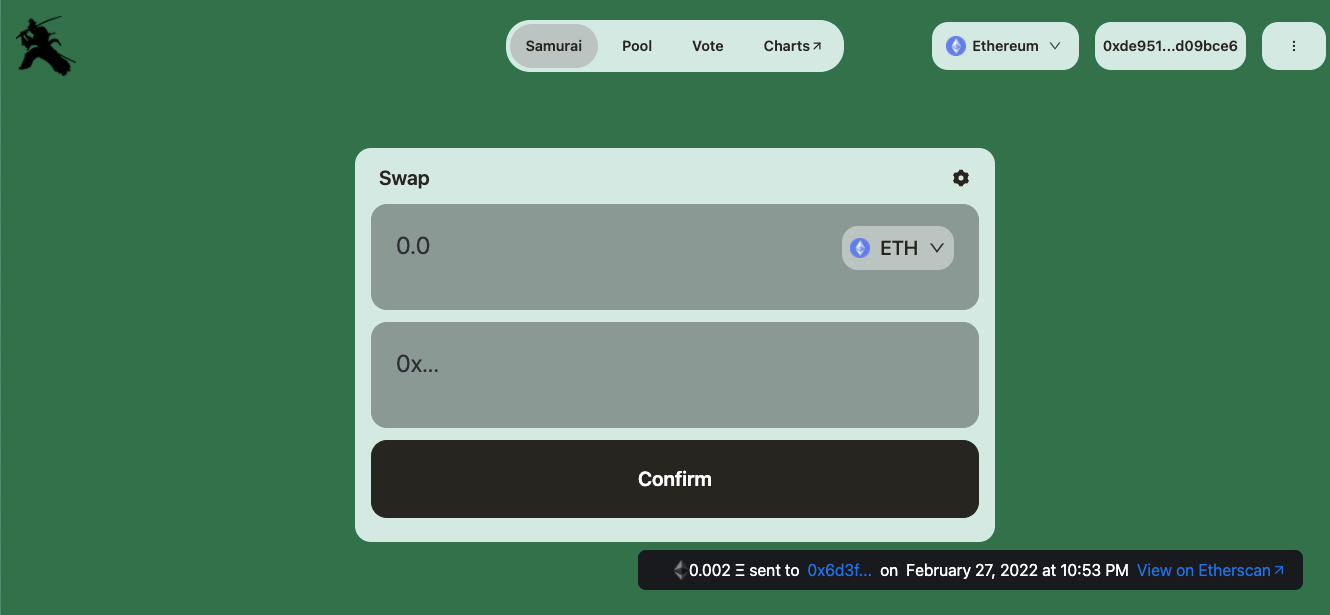 Samurai Pool Vote Charts↗ Ethereum 0xde951...d09bce6
Swap
0.0 ETH
0x...
Confirm
0.002 Ξ sent to 0x6d3f... on February 27, 2022 at 10:53 PM View on Etherscan↗